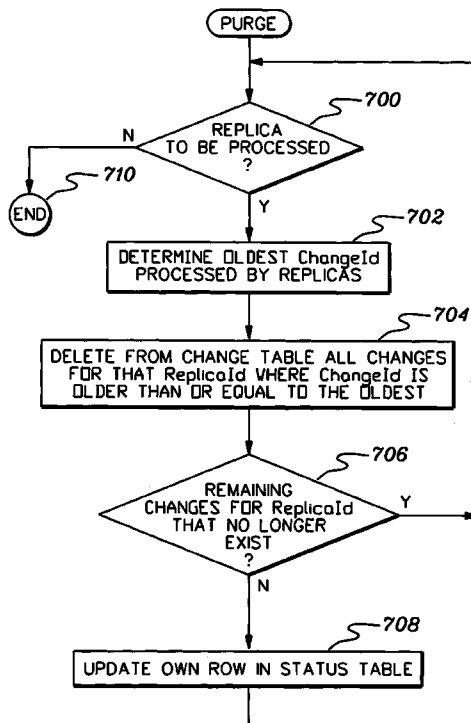 PURGE
700
REPLICA
TO BE PROCESSED
?
N
710
END
Y
702
DETERMINE OLDEST ChangeId
PROCESSED BY REPLICAS
704
DELETE FROM CHANGE TABLE ALL CHANGES
FOR THAT ReplicaId WHERE ChangeId IS
OLDER THAN OR EQUAL TO THE OLDEST
706
REMAINING
CHANGES FOR ReplicaId
THAT NO LONGER
EXIST
?
Y
N
708
UPDATE OWN ROW IN STATUS TABLE